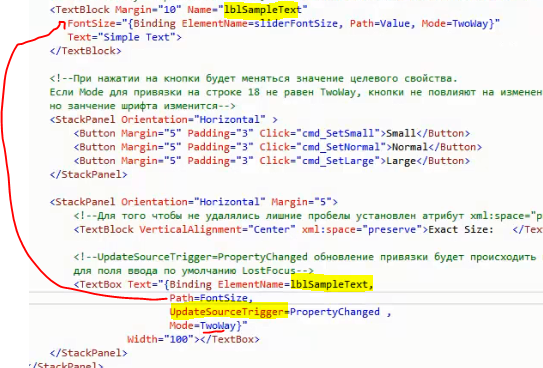 <TextBlock Margin="10" Name="lblSampleText"
FontSize="{Binding ElementName=sliderFontSize, Path=Value, Mode=TwoWay}"
Text="Simple Text">
</TextBlock>
<!--При нажатии на кнопки будет меняться значение целевого свойства.
Если Mode для привязки на строке 18 не равен TwoWay, кнопки не повлияют на изменен
но занчение шрифта изменится-->
<StackPanel Orientation="Horizontal" >
<Button Margin="5" Padding="3" Click="cmd_SetSmall">Small</Button>
<Button Margin="5" Padding="3" Click="cmd_SetNormal">Normal</Button>
<Button Margin="5" Padding="3" Click="cmd_SetLarge">Large</Button>
</StackPanel>
<StackPanel Orientation="Horizontal" Margin="5">
<!--Для того чтобы не удалялись лишние пробелы установлен атрибут xml:space="p
<TextBlock VerticalAlignment="Center" xml:space="preserve">Exact Size:   </Tex
<!--UpdateSourceTrigger=PropertyChanged обновление привязки будет происходить
для поля ввода по умолчанию LostFocus-->
<TextBox Text="{Binding ElementName=lblSampleText,
Path=FontSize,
UpdateSourceTrigger=PropertyChanged ,
Mode=TwoWay}"
Width="100"></TextBox>
</StackPanel>
</StackPanel>